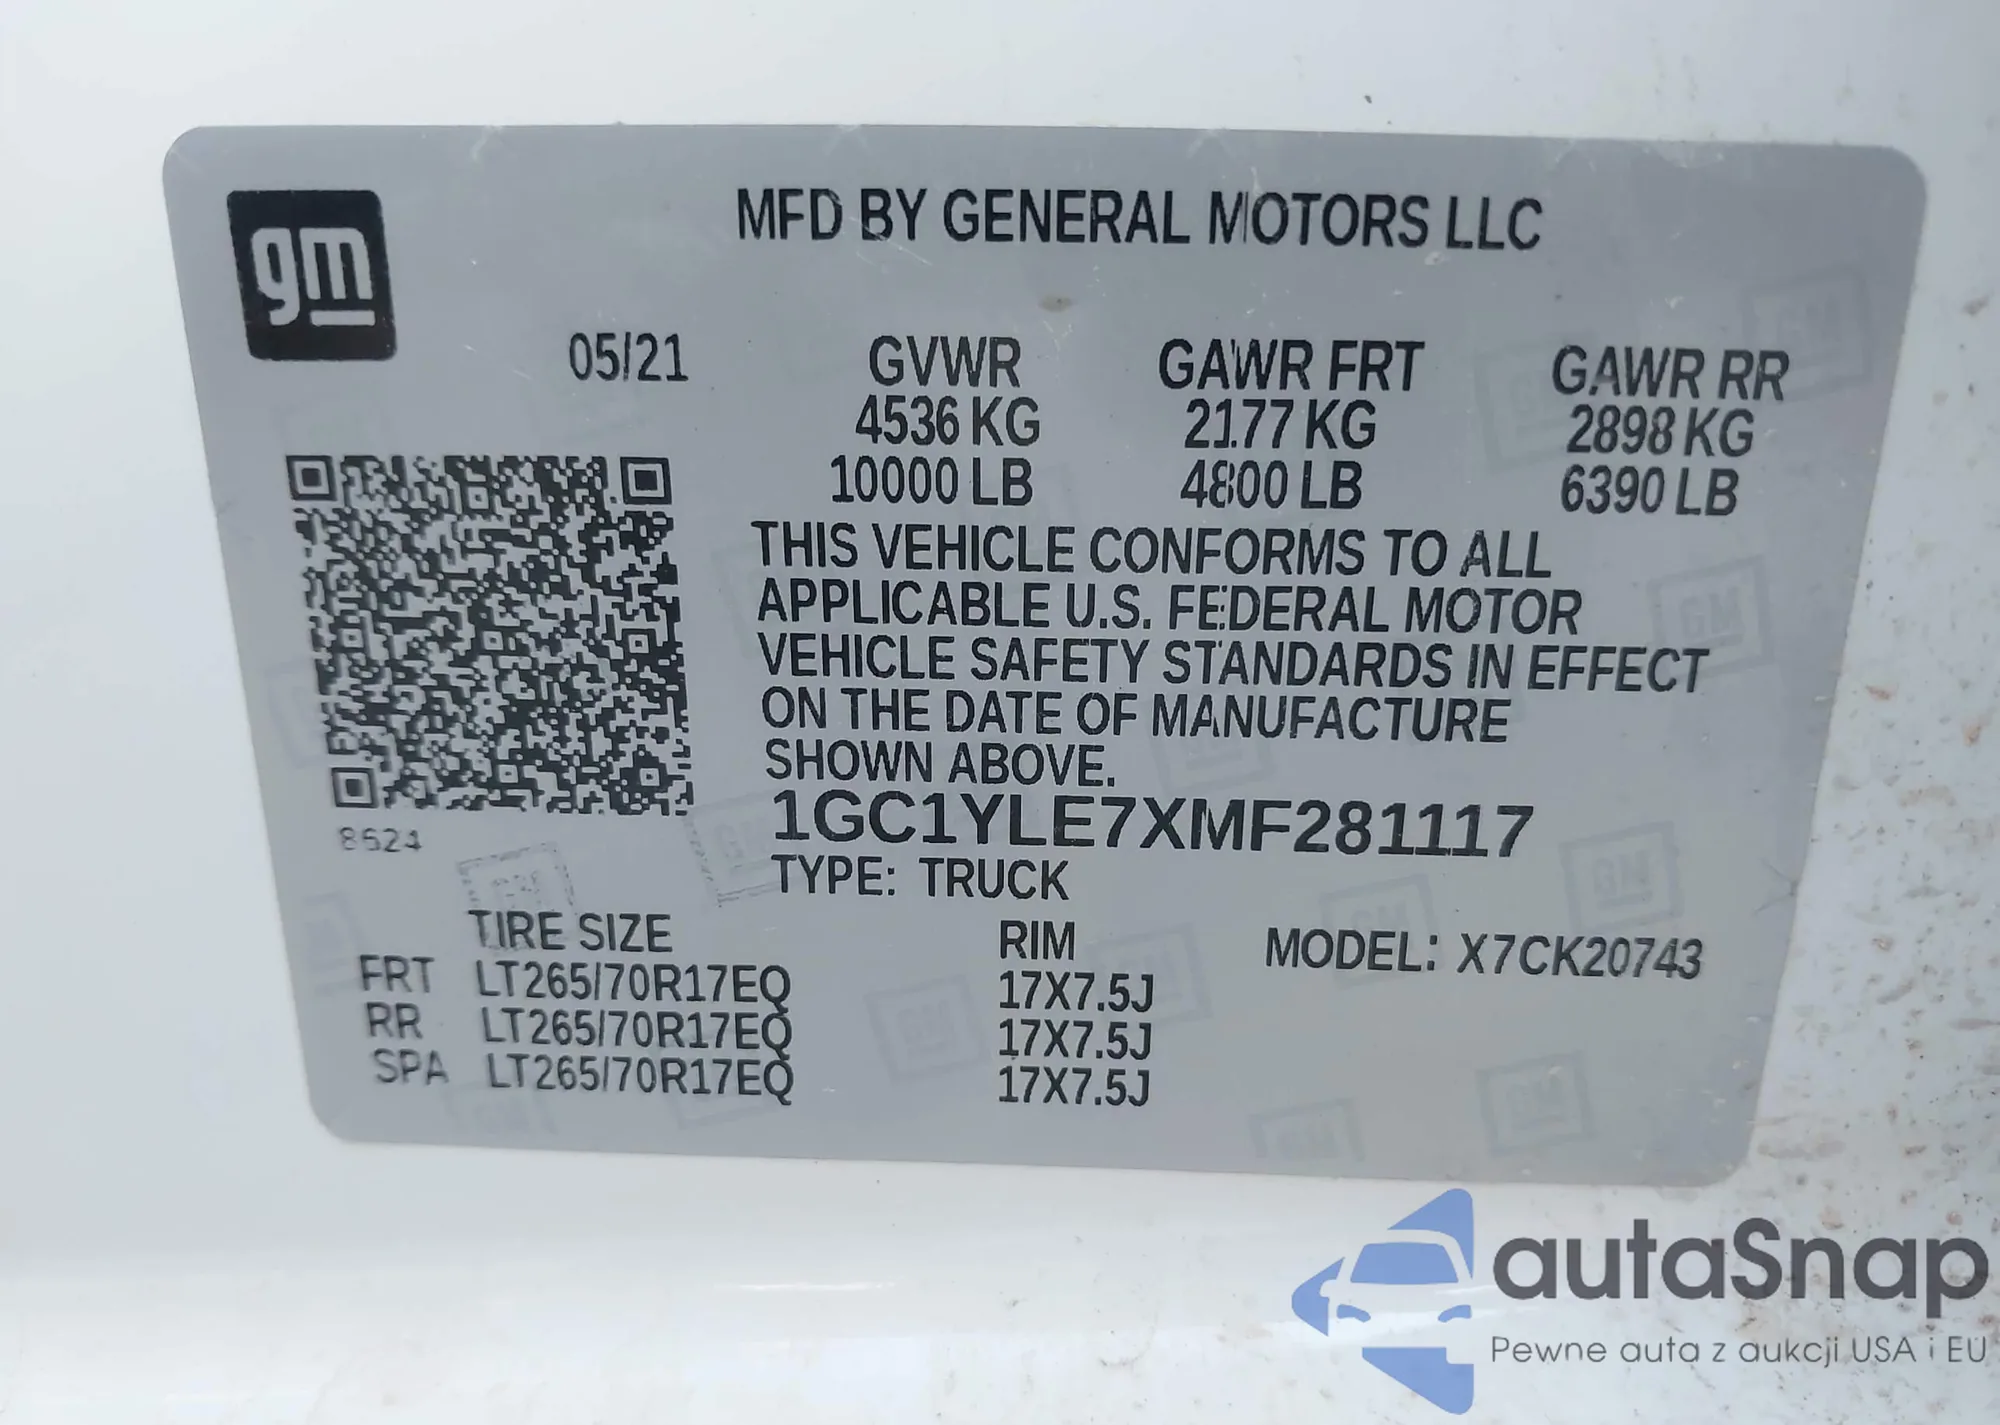 gm
MFD BY GENERAL MOTORS LLC
05/21 GVWR GAWR FRT GAWR RR
4536 KG 2177 KG 2898 KG
10000 LB 4800 LB 6390 LB
THIS VEHICLE CONFORMS TO ALL
APPLICABLE U.S. FEDERAL MOTOR
VEHICLE SAFETY STANDARDS IN EFFECT
ON THE DATE OF MANUFACTURE
SHOWN ABOVE.
1GC1YLE7XMF281117
8624
TYPE: TRUCK
TIRE SIZE RIM MODEL: X7CK20743
FRT LT265/70R17EQ 17X7.5J
RR LT265/70R17EQ 17X7.5J
SPA LT265/70R17EQ 17X7.5J
autaSnap
Pewne auta z aukcji USA i EU